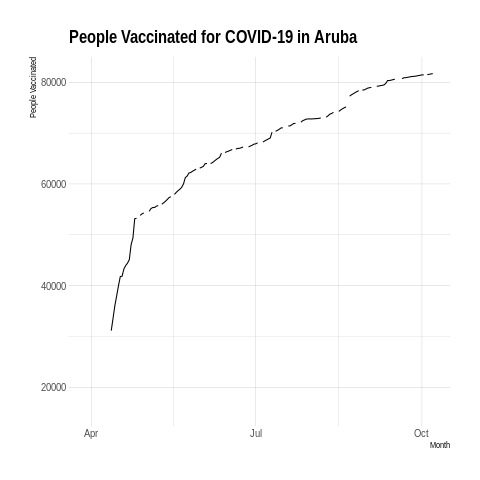 People Vaccinated for COVID-19 in Aruba
People Vaccinated
80000
60000
40000
20000
Apr
Jul
Oct
Month